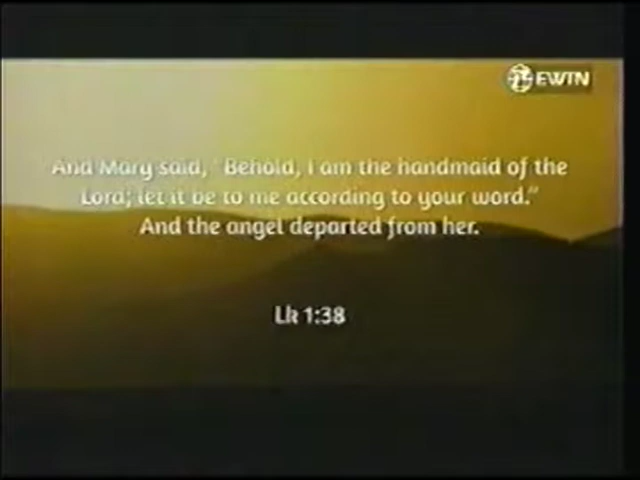 EWTN
And Mary said, "Behold, I am the handmaid of the
Lord; let it be to me according to your word."
And the angel departed from her.
Lk 1:38